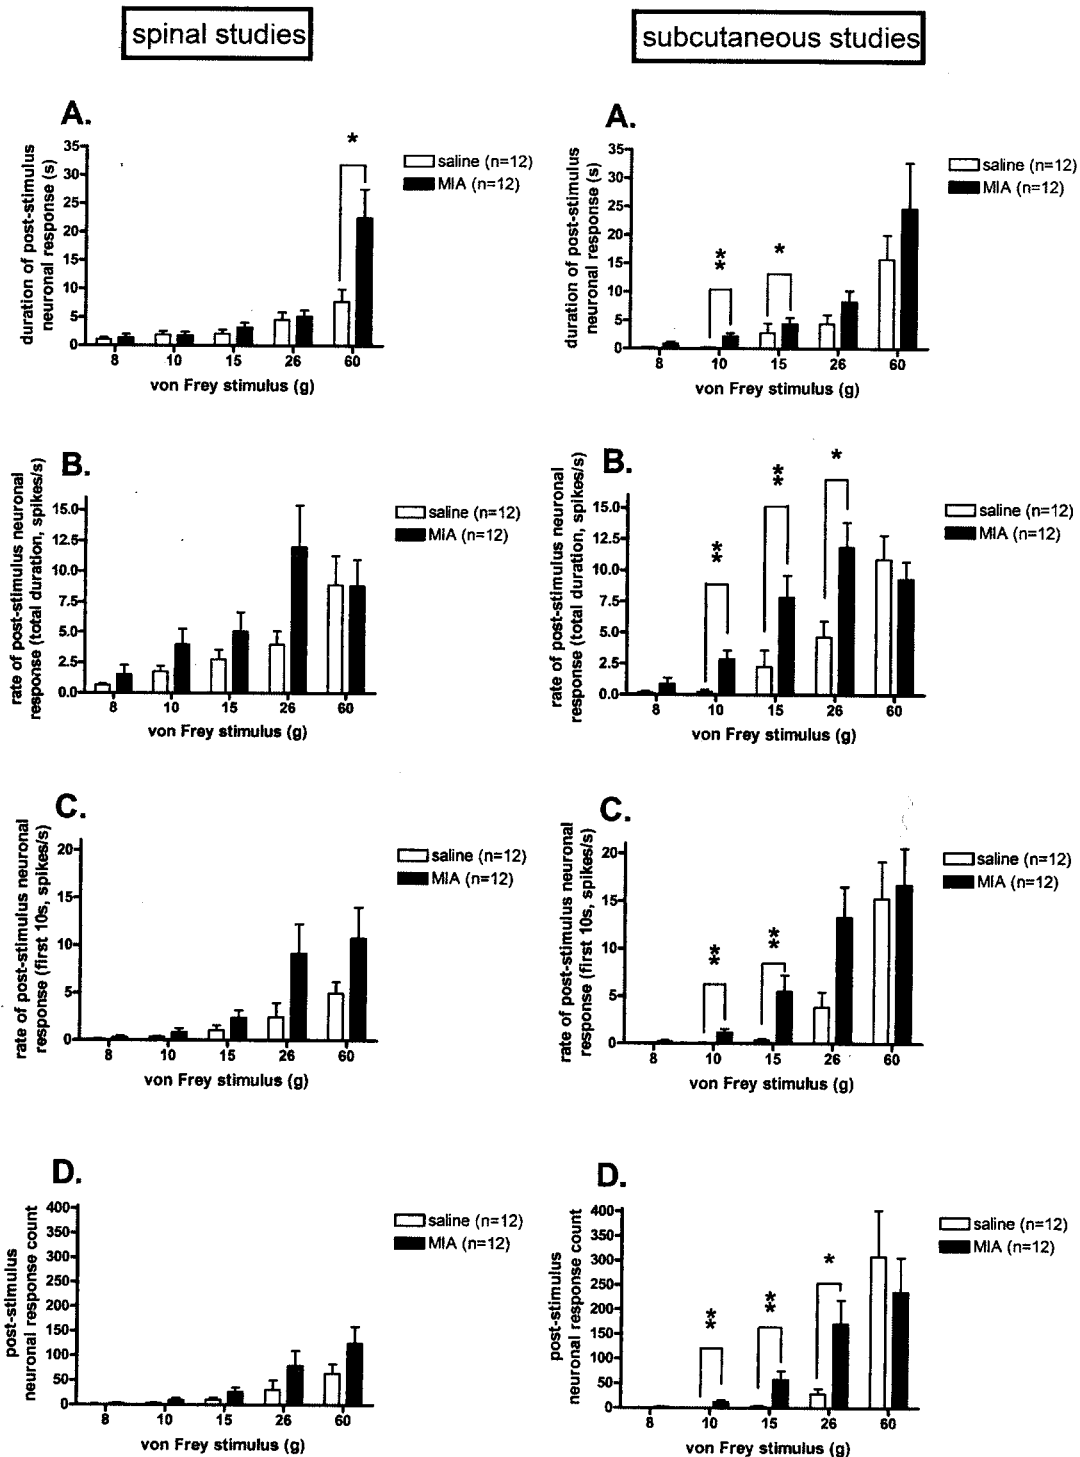 spinal studies
subcutaneous studies
A.
duration of post-stimulus
neuronal response (s)
35
30
25
20
15
10
5
0
*
saline (n=12)
MIA (n=12)
8 10 15 26 60
von Frey stimulus (g)
A.
duration of post-stimulus
neuronal response (s)
35
30
25
20
15
10
5
0
**
*
saline (n=12)
MIA (n=12)
8 10 15 26 60
von Frey stimulus (g)
B.
rate of post-stimulus neuronal
response (total duration, spikes/s)
15.0
12.5
10.0
7.5
5.0
2.5
0.0
saline (n=12)
MIA (n=12)
8 10 15 26 60
von Frey stimulus (g)
B.
rate of post-stimulus neuronal
response (total duration, spikes/s)
15.0
12.5
10.0
7.5
5.0
2.5
0.0
**
**
*
saline (n=12)
MIA (n=12)
8 10 15 26 60
von Frey stimulus (g)
C.
rate of post-stimulus neuronal
response (first 10s, spikes/s)
20
15
10
5
0
saline (n=12)
MIA (n=12)
8 10 15 26 60
von Frey stimulus (g)
C.
rate of post-stimulus neuronal
response (first 10s, spikes/s)
20
15
10
5
0
**
**
saline (n=12)
MIA (n=12)
8 10 15 26 60
von Frey stimulus (g)
D.
post-stimulus
neuronal response count
400
350
300
250
200
150
100
50
0
saline (n=12)
MIA (n=12)
8 10 15 26 60
von Frey stimulus (g)
D.
post-stimulus
neuronal response count
400
350
300
250
200
150
100
50
0
**
**
*
saline (n=12)
MIA (n=12)
8 10 15 26 60
von Frey stimulus (g)